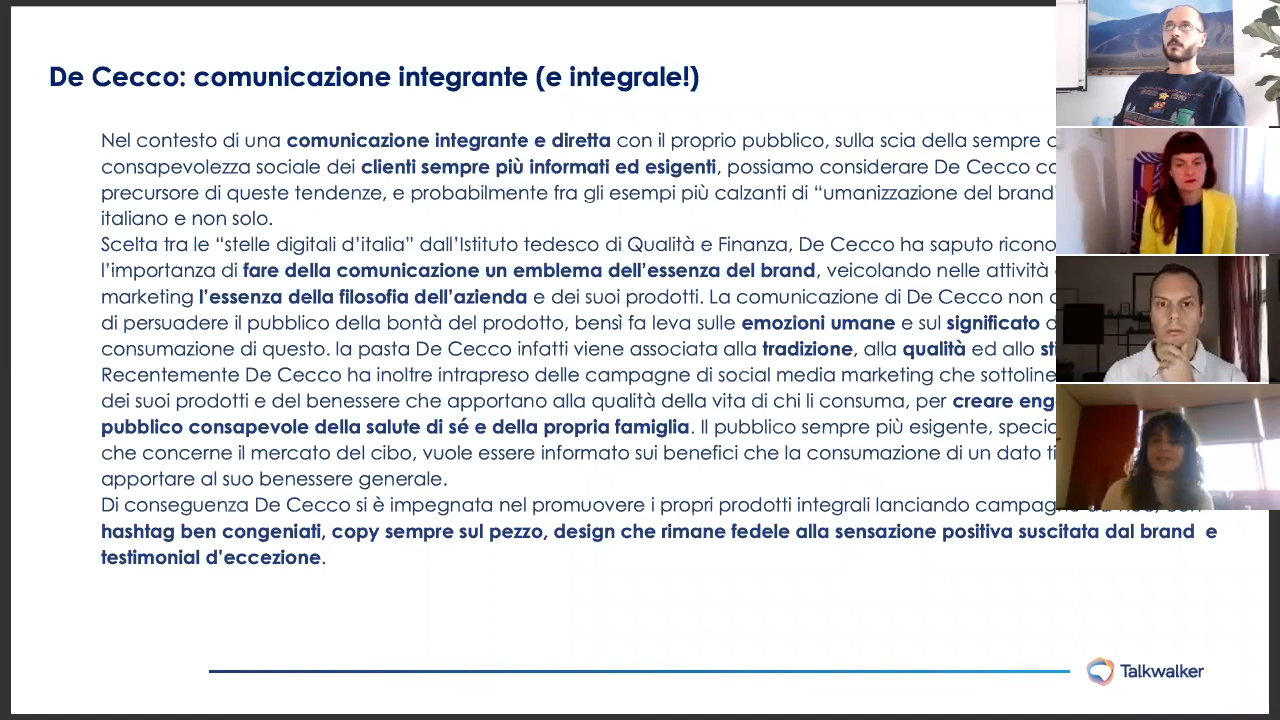 De Cecco: comunicazione integrante (e integrale!)
Nel contesto di una comunicazione integrante e diretta con il proprio pubblico, sulla scia della sempre
consapevolezza sociale dei clienti sempre più informati ed esigenti, possiamo considerare De Cecco
precursore di queste tendenze, e probabilmente fra gli esempi più calzanti di “umanizzazione del brand”
italiano e non solo.
Scelta tra le “stelle digitali d’italia” dall’Istituto tedesco di Qualità e Finanza, De Cecco ha saputo
l’importanza di fare della comunicazione un emblema dell’essenza del brand, veicolando nelle attività
marketing l’essenza della filosofia dell’azienda e dei suoi prodotti. La comunicazione di De Cecco non
di persuadere il pubblico della bontà del prodotto, bensì fa leva sulle emozioni umane e sul significato
consumazione di questo. la pasta De Cecco infatti viene associata alla tradizione, alla qualità ed allo
Recentemente De Cecco ha inoltre intrapreso delle campagne di social media marketing che
dei suoi prodotti e del benessere che apportano alla qualità della vita di chi li consuma, per creare
pubblico consapevole della salute di sé e della propria famiglia. Il pubblico sempre più esigente,
che concerne il mercato del cibo, vuole essere informato sui benefici che la consumazione di un dato
apportare al suo benessere generale.
Di conseguenza De Cecco si è impegnata nel promuovere i propri prodotti integrali lanciando
hashtag ben congeniati, copy sempre sul pezzo, design che rimane fedele alla sensazione positiva suscitata dal brand e
testimonial d’eccezione.
Talkwalker